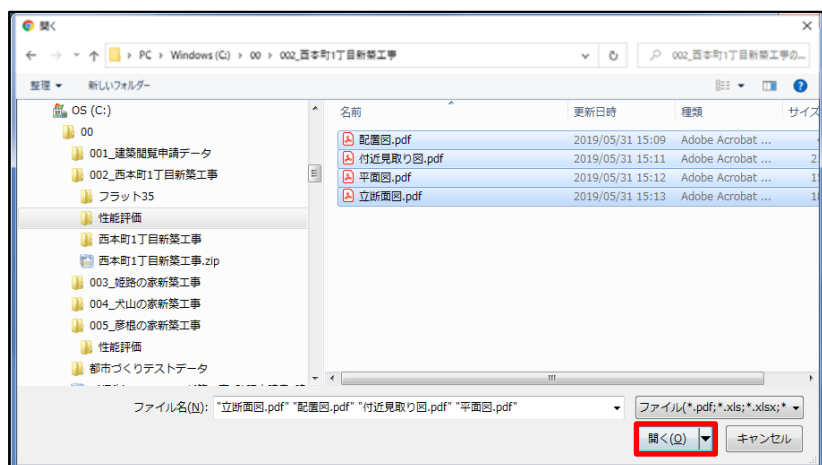 開く
PC › Windows (C:) › 00 › 002_西本町1丁目新築工事
002_西本町1丁目新築工事の...
整理 新しいフォルダー
OS (C:)
00
001_建築閲覧申請データ
002_西本町1丁目新築工事
フラット35
性能評価
西本町1丁目新築工事
西本町1丁目新築工事.zip
003_姫路の家新築工事
004_犬山の家新築工事
005_彦根の家新築工事
性能評価
都市づくりテストデータ
名前 更新日時 種類 サイズ
配置図.pdf 2019/05/31 15:09 Adobe Acrobat ...
付近見取り図.pdf 2019/05/31 15:11 Adobe Acrobat ... 2
平面図.pdf 2019/05/31 15:12 Adobe Acrobat ... 1
立断面図.pdf 2019/05/31 15:13 Adobe Acrobat ... 1
ファイル名(N): "立断面図.pdf" "配置図.pdf" "付近見取り図.pdf" "平面図.pdf"
ファイル(*.pdf;*.xls;*.xlsx;*
開く(O) キャンセル